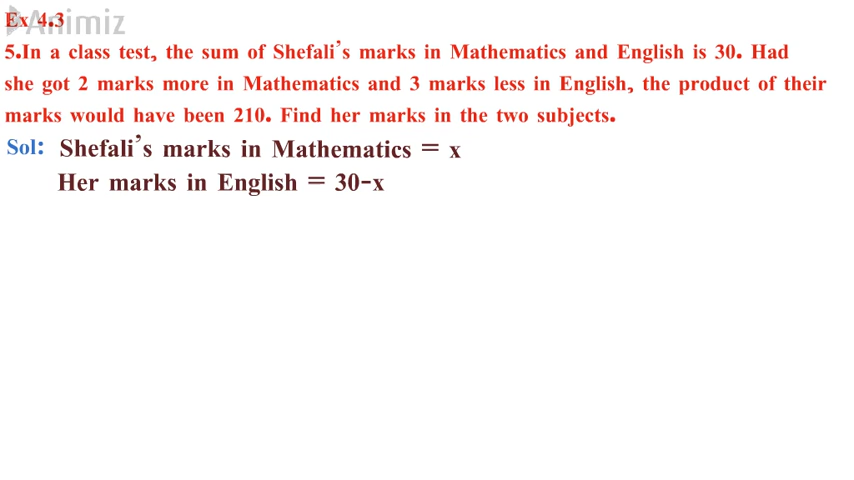 Ex 4.3
Animiz
5.In a class test, the sum of Shefali's marks in Mathematics and English is 30. Had
she got 2 marks more in Mathematics and 3 marks less in English, the product of their
marks would have been 210. Find her marks in the two subjects.
Sol: Shefali's marks in Mathematics = x
Her marks in English = 30-x